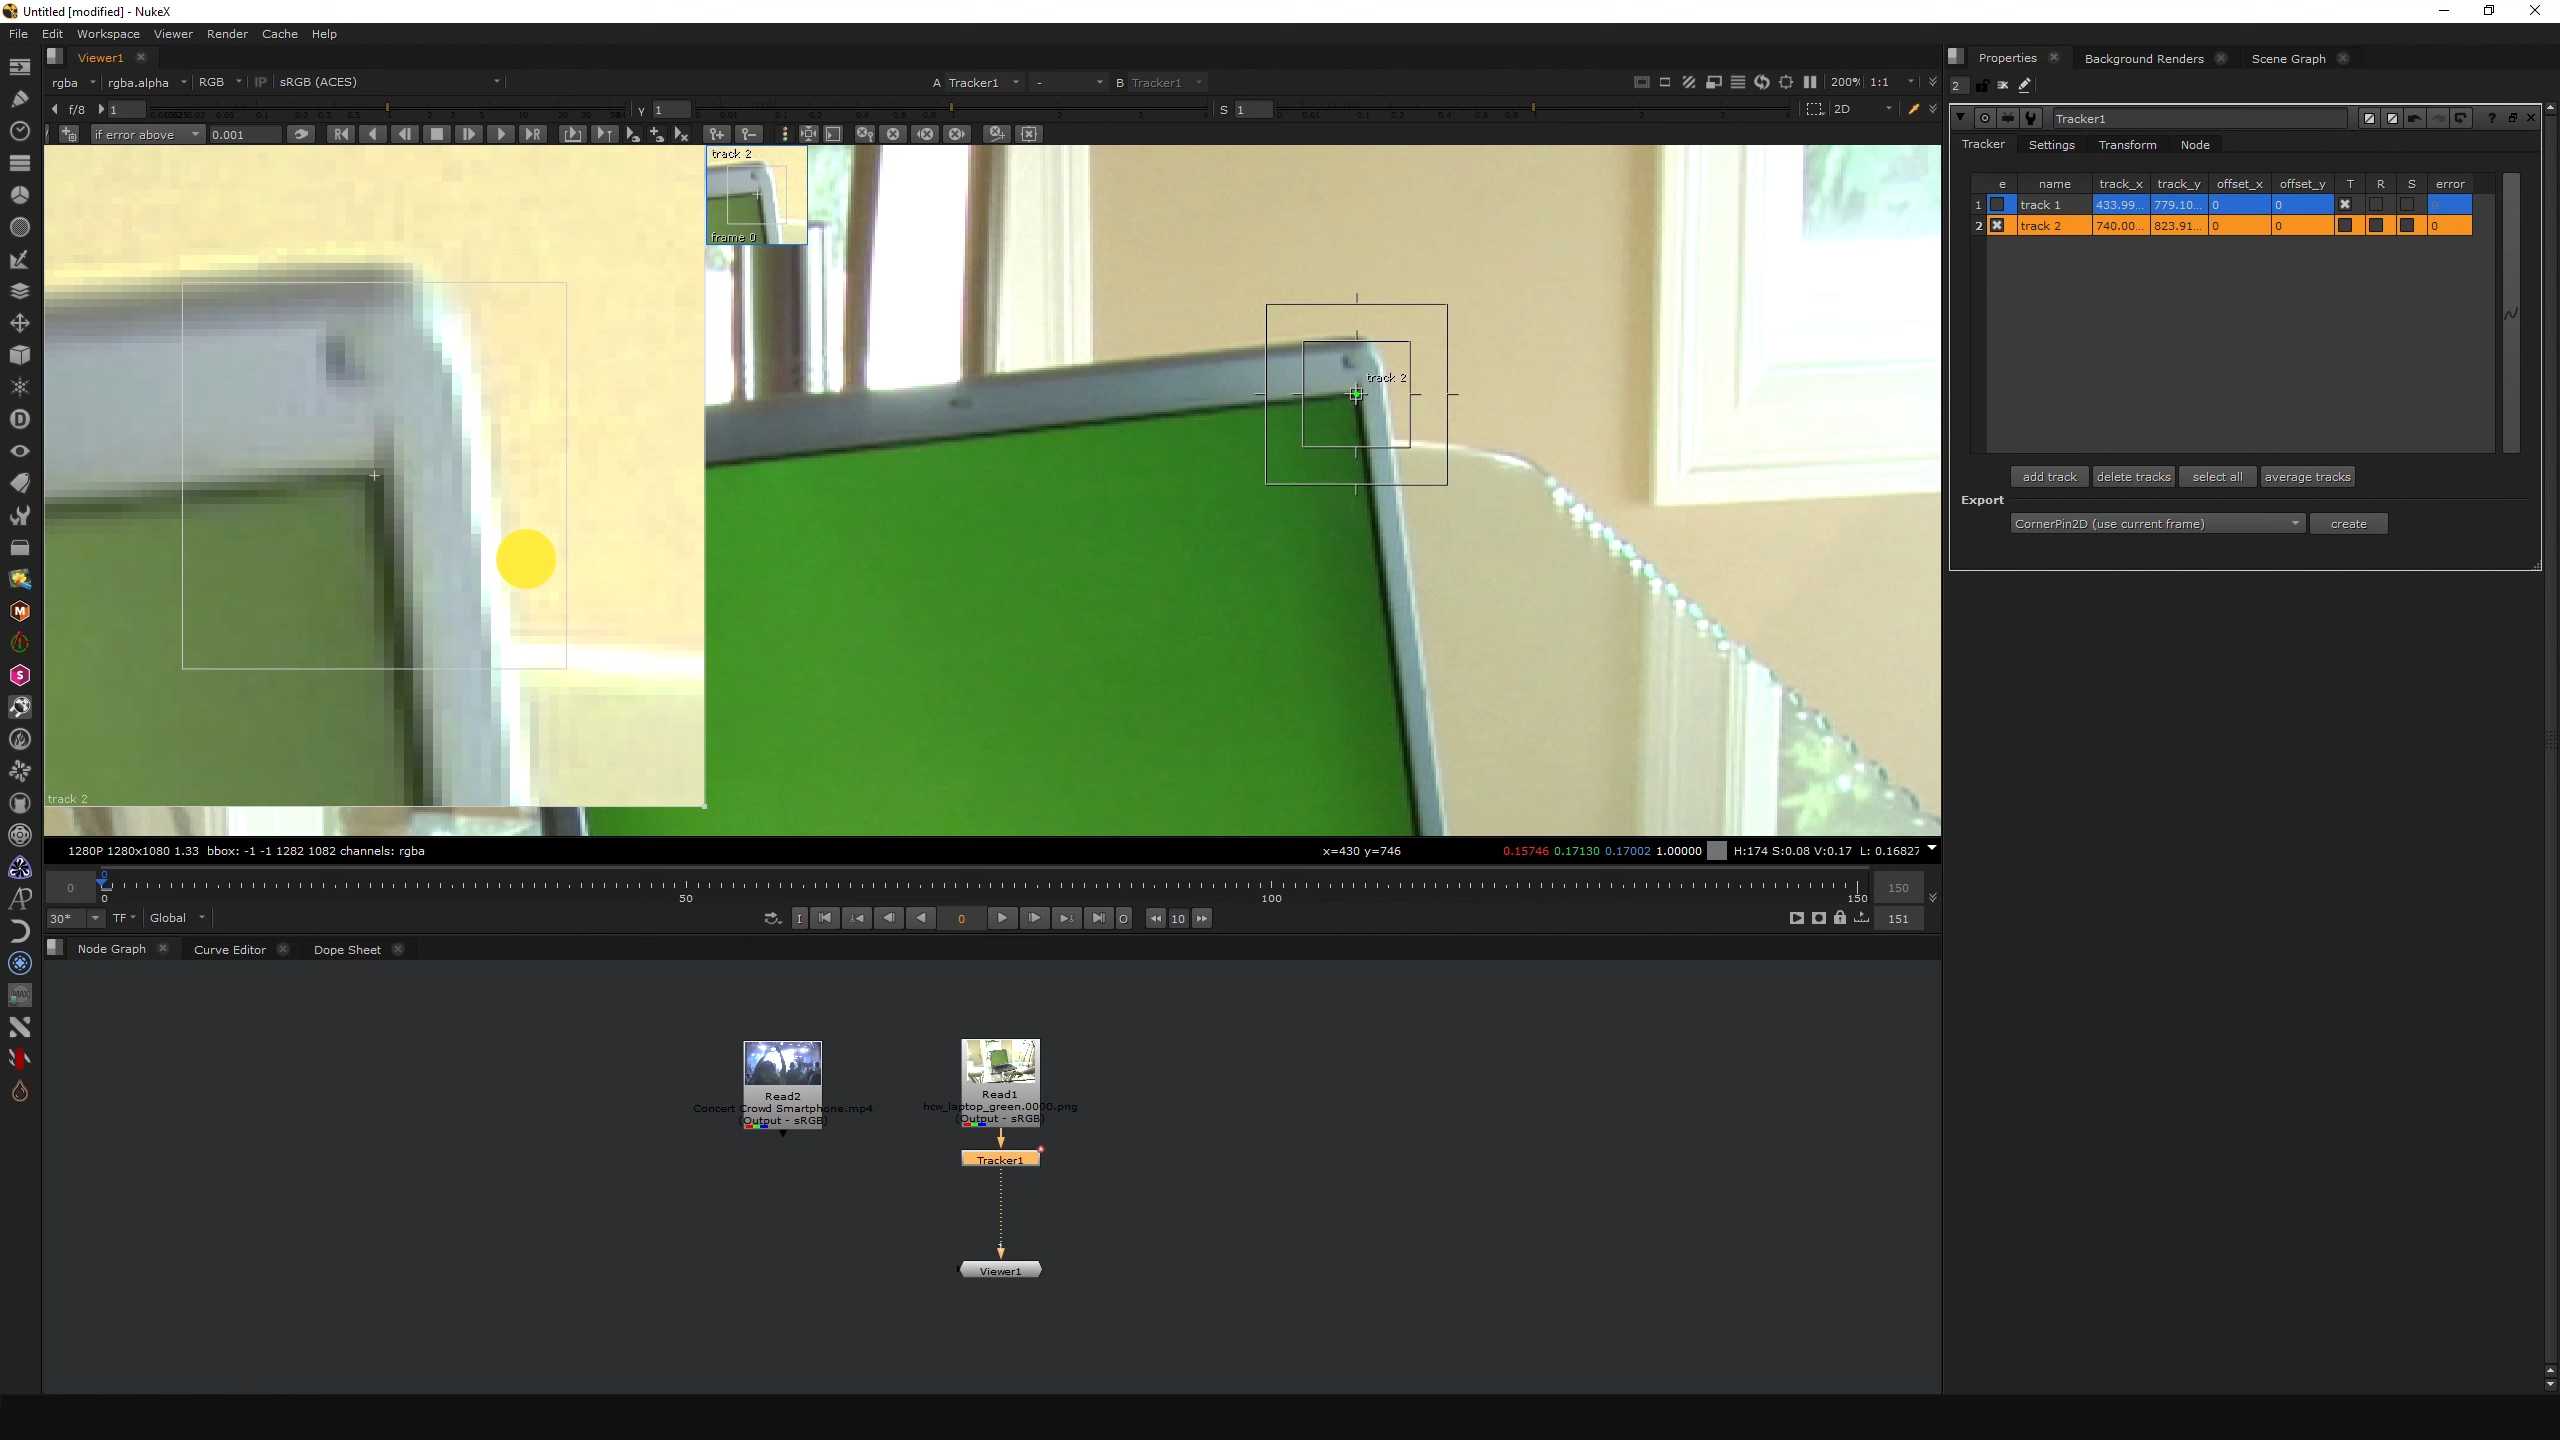 Untitled [modified] - NukeX
File Edit Workspace Viewer Render Cache Help
Viewer1
rgba rgba.alpha RGB IP sRGB (ACES) A Tracker1 - B Tracker1 200% 1:1
f/8 1 Y 1 S 1 2D
if error above 0.001
track 2
frame 0
track 2
track 2
1280P 1280x1080 1.33 bbox: -1 -1 1282 1082 channels: rgba x=430 y=746 0.15746 0.17130 0.17002 1.00000 H:174 S:0.08 V:0.17 L: 0.16827
0 0 0 50 100 150 150
30* TF Global I 0 O 10 151
Node Graph Curve Editor Dope Sheet
Read2
Concert Crowd Smartphone.mp4
(Output - sRGB)
Read1
hcw_laptop_green.0000.png
(Output - sRGB)
Tracker1
Viewer1
Properties Background Renders Scene Graph
2
Tracker1
Tracker Settings Transform Node
e name track_x track_y offset_x offset_y T R S error
1 track 1 433.99... 779.10... 0 0 0
2 track 2 740.00... 823.91... 0 0 0
add track delete tracks select all average tracks
Export
CornerPin2D (use current frame) create